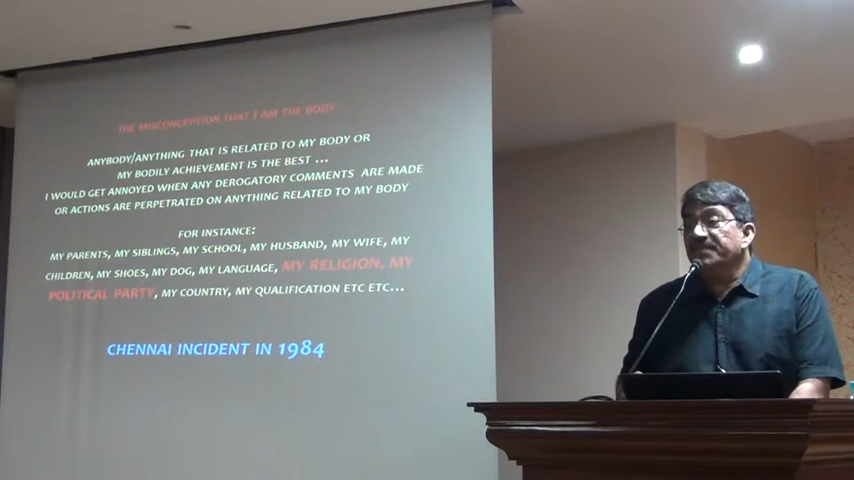 THE MISCONCEPTION THAT I AM THE BODY
ANYBODY/ANYTHING THAT IS RELATED TO MY BODY OR
MY BODILY ACHIEVEMENT IS THE BEST ...
I WOULD GET ANNOYED WHEN ANY DEROGATORY COMMENTS ARE MADE
OR ACTIONS ARE PERPETRATED ON ANYTHING RELATED TO MY BODY
FOR INSTANCE:
MY PARENTS, MY SIBLINGS, MY SCHOOL, MY HUSBAND, MY WIFE, MY
CHILDREN, MY SHOES, MY DOG, MY LANGUAGE, MY RELIGION, MY
POLITICAL PARTY, MY COUNTRY, MY QUALIFICATION ETC ETC...
CHENNAI INCIDENT IN 1984